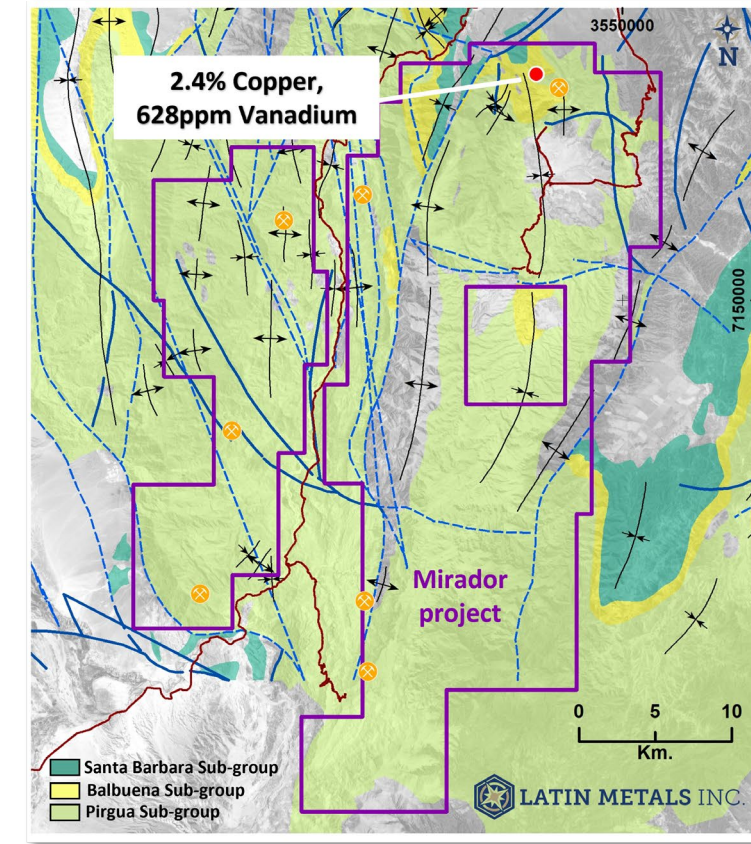 3550000
N
2.4% Copper,
628ppm Vanadium
7150000
Mirador
project
0 5 10
Km.
Santa Barbara Sub-group
Balbuena Sub-group
Pirgua Sub-group
LATIN METALS INC.